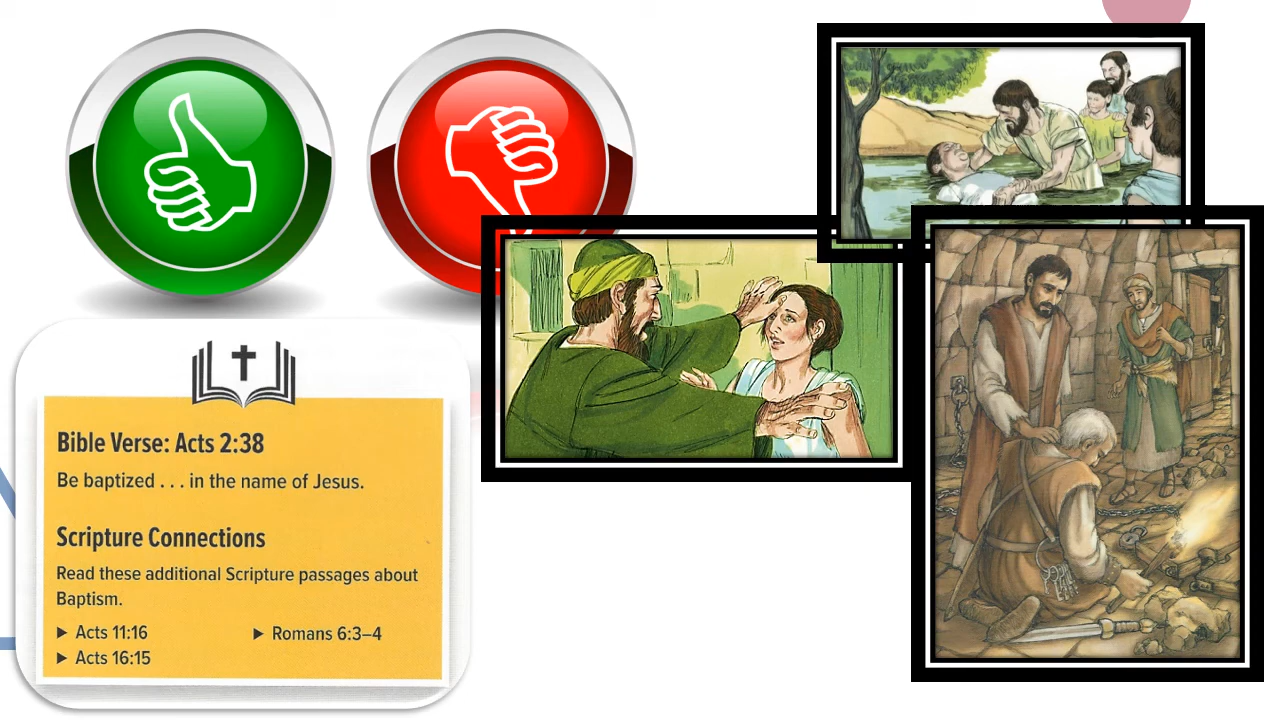 Bible Verse: Acts 2:38
Be baptized . . . in the name of Jesus.
Scripture Connections
Read these additional Scripture passages about
Baptism.
► Acts 11:16
► Romans 6:3–4
► Acts 16:15